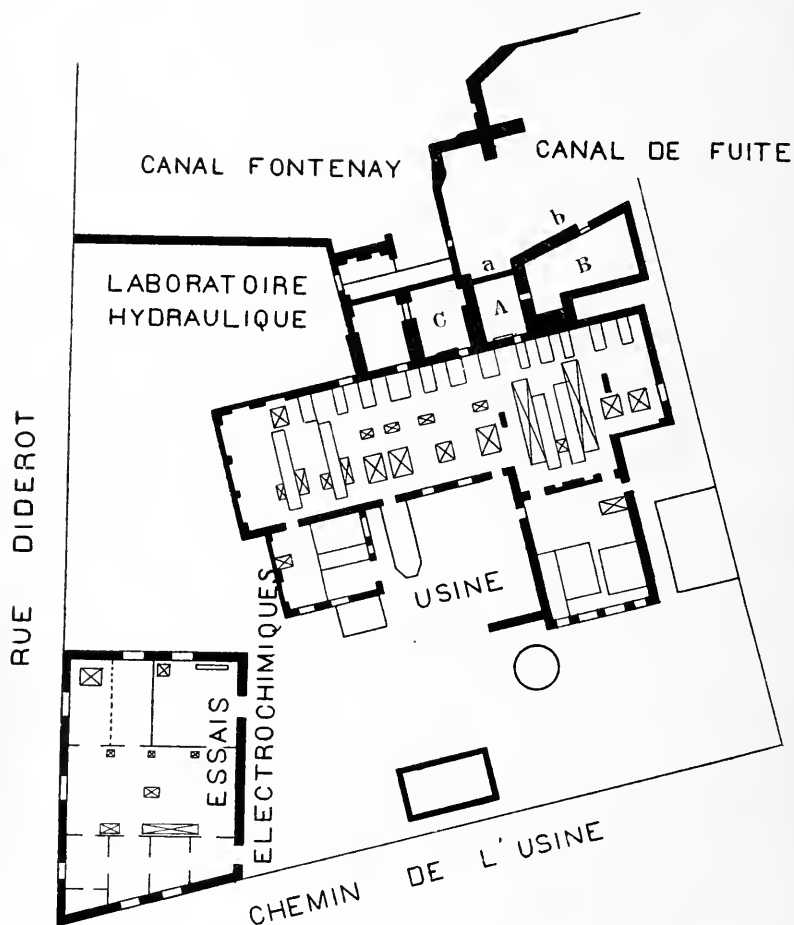 CANAL FONTENAY
CANAL DE FUITE
b
a
B
A
C
LABORATOIRE
HYDRAULIQUE
RUE DIDEROT
USINE
ESSAIS
ELECTROCHIMIQUES
CHEMIN DE L'USINE